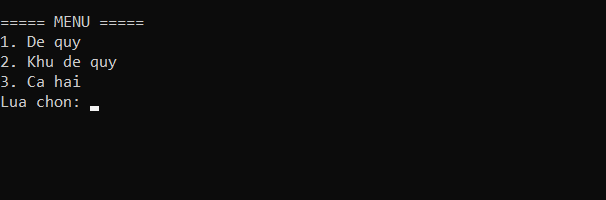 ===== MENU =====
1. De quy
2. Khu de quy
3. Ca hai
Lua chon: